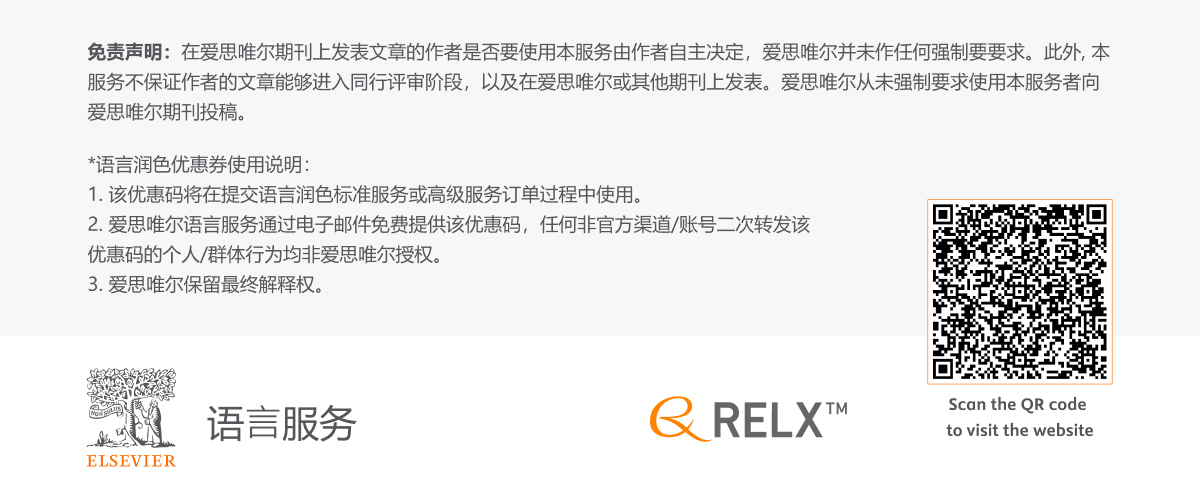 免责声明：在爱思唯尔期刊上发表文章的作者是否要使用本服务由作者自主决定，爱思唯尔并未作任何强制要要求。此外, 本
服务不保证作者的文章能够进入同行评审阶段，以及在爱思唯尔或其他期刊上发表。爱思唯尔从未强制要求使用本服务者向
爱思唯尔期刊投稿。
*语言润色优惠券使用说明：
1. 该优惠码将在提交语言润色标准服务或高级服务订单过程中使用。
2. 爱思唯尔语言服务通过电子邮件免费提供该优惠码，任何非官方渠道/账号二次转发该
优惠码的个人/群体行为均非爱思唯尔授权。
3. 爱思唯尔保留最终解释权。
NON SOLUS
ELSEVIER
语言服务
RELX™
Scan the QR code
to visit the website